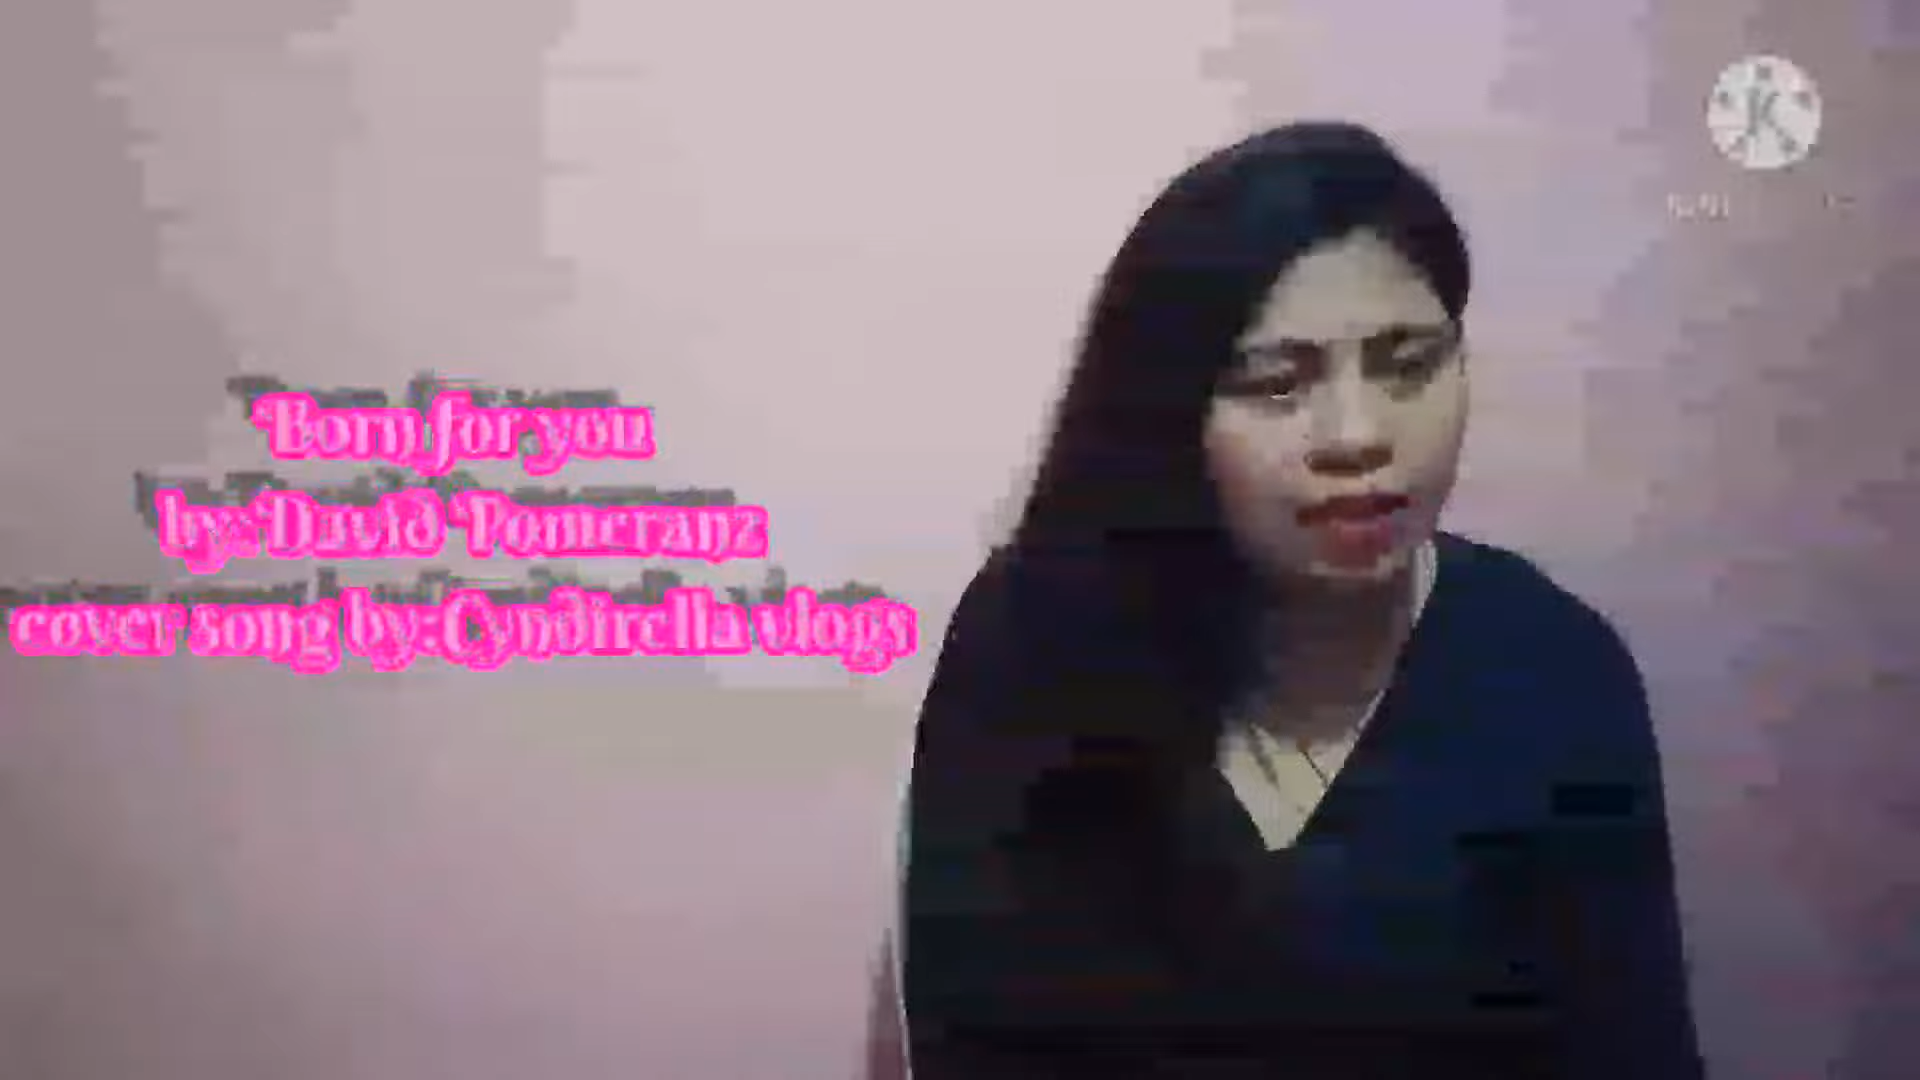 Born for you
by:David Pomeranz
cover song by:Cyndirella vlogs
K